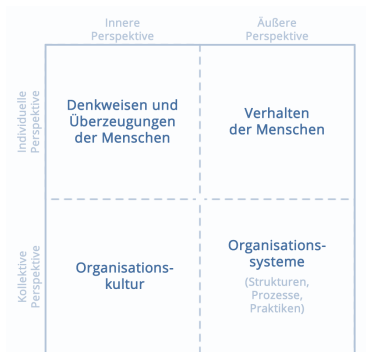 Innere
Perspektive
Äußere
Perspektive
Individuelle
Perspektive
Denkweisen und
Überzeugungen
der Menschen
Verhalten
der Menschen
Kollektive
Perspektive
Organisations-
kultur
Organisations-
systeme
(Strukturen,
Prozesse,
Praktiken)